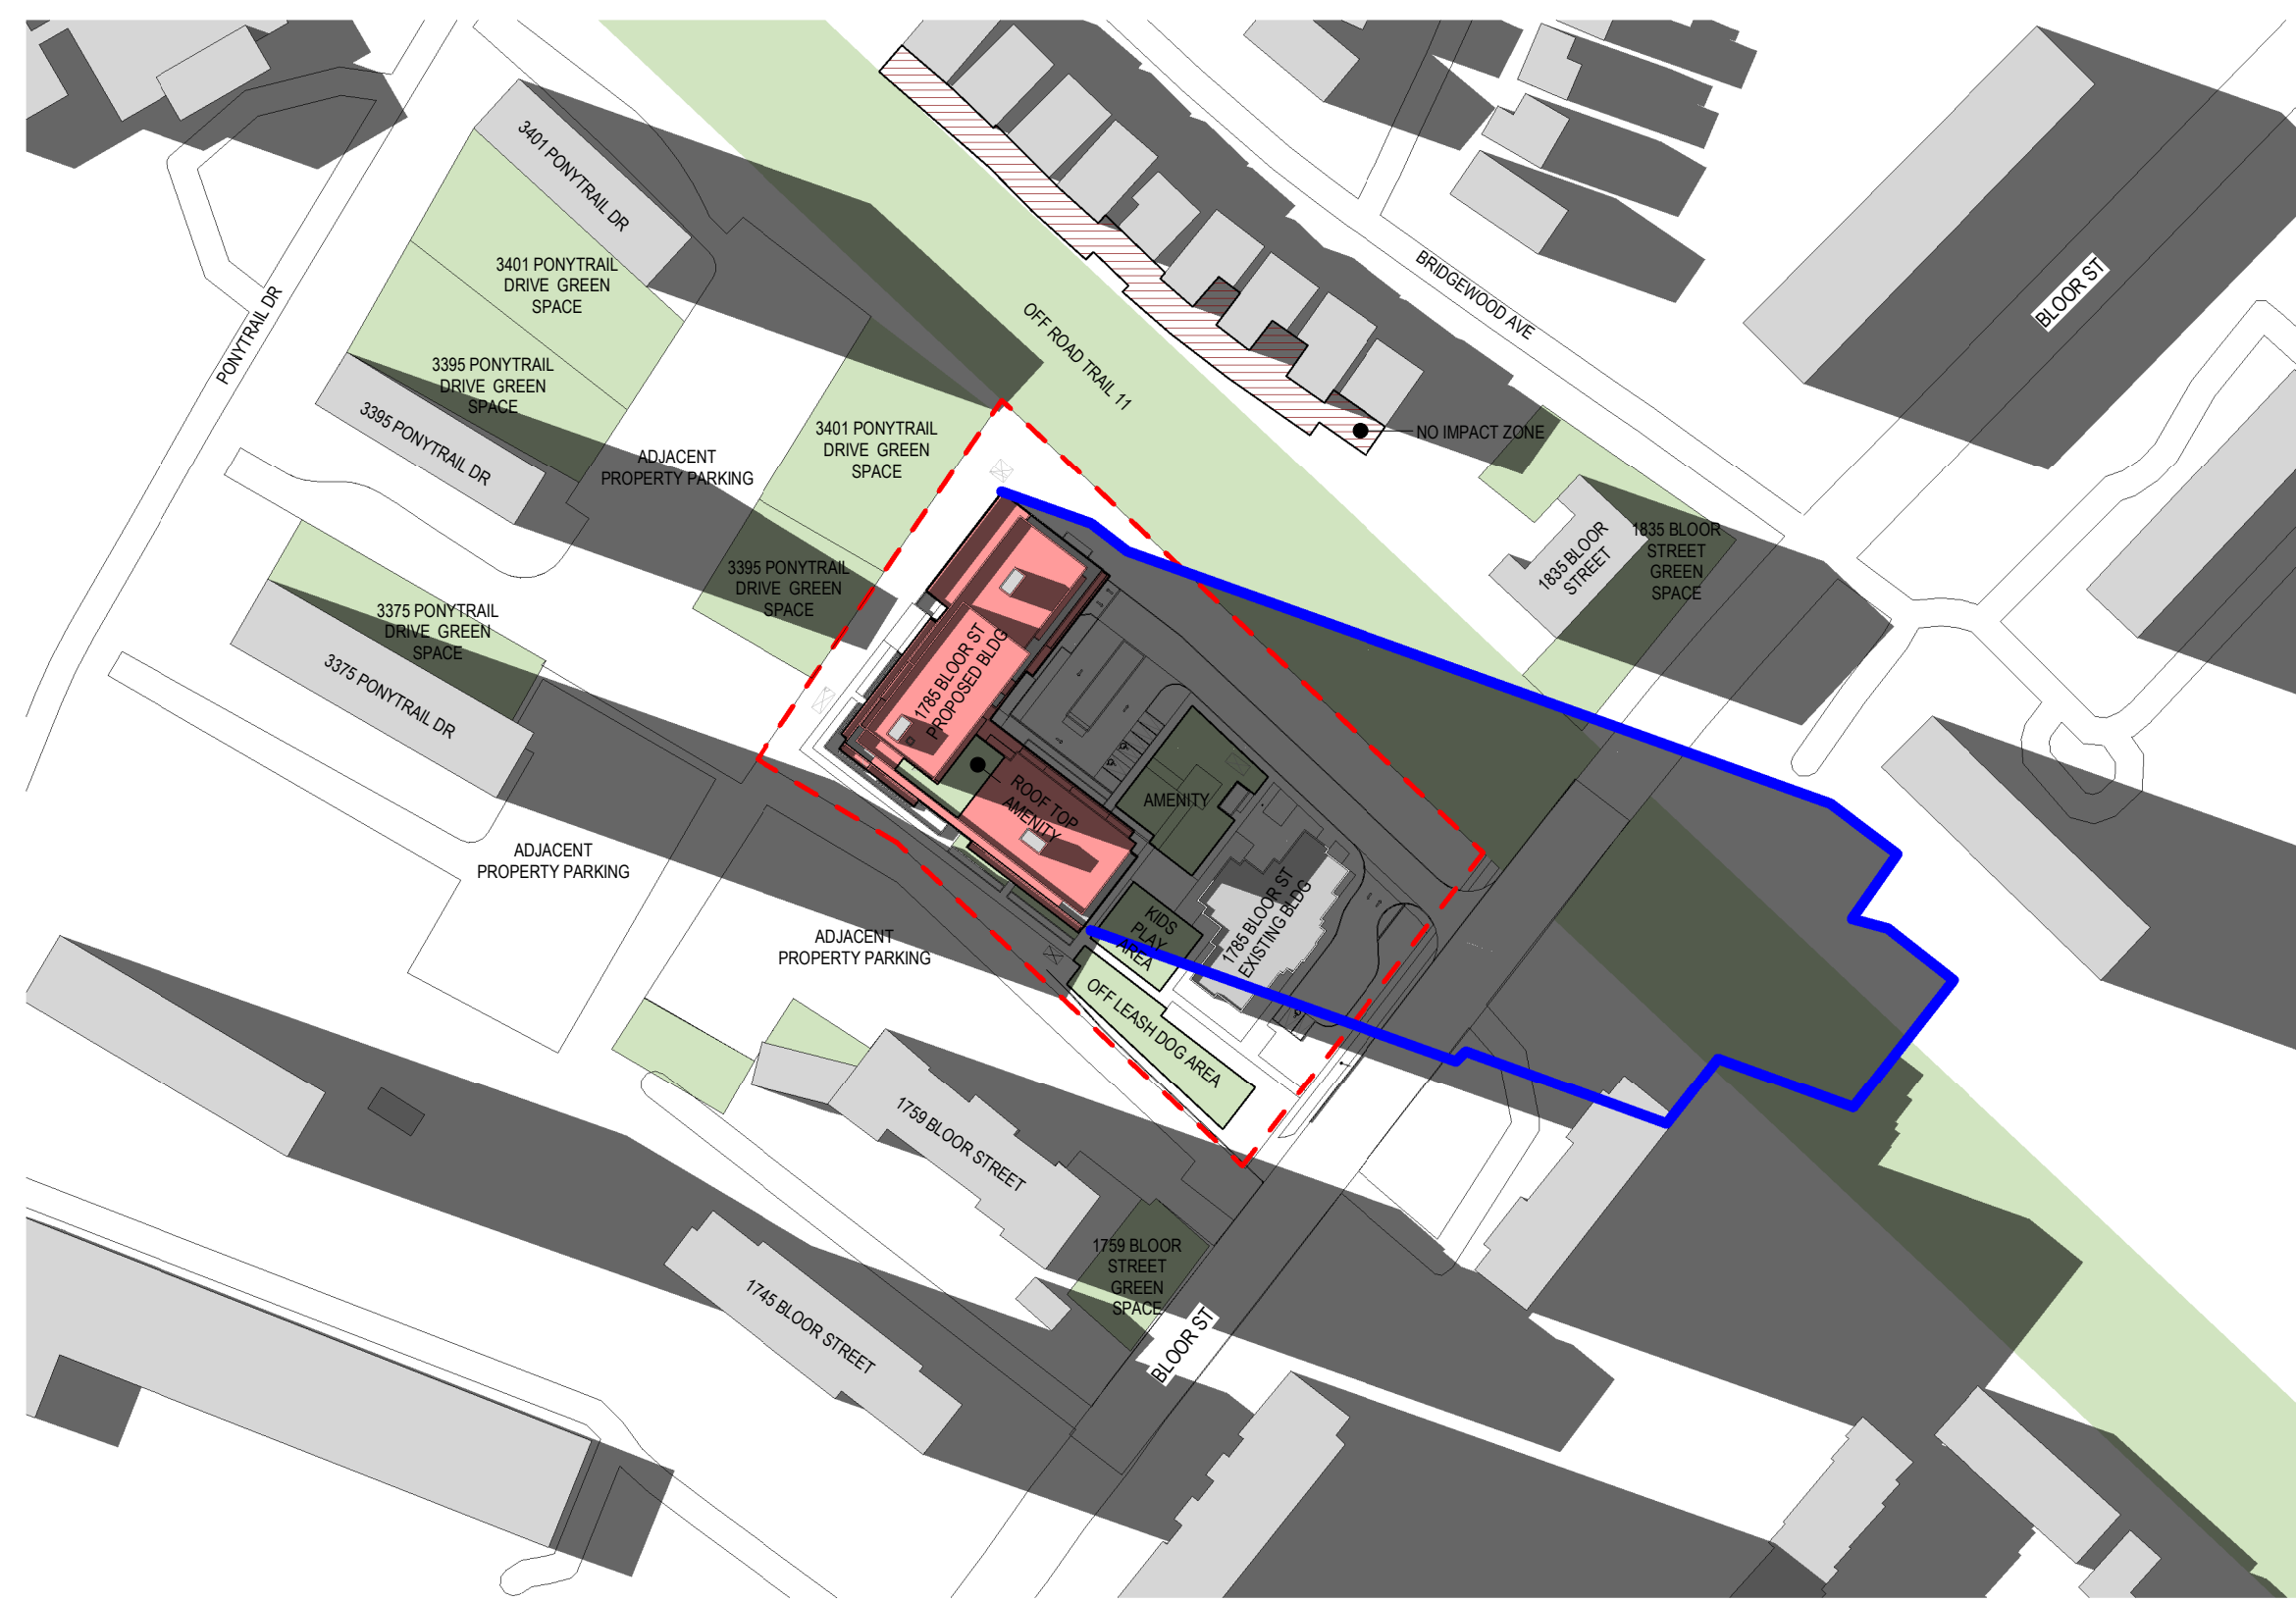 3401 PONYTRAIL DR
3401 PONYTRAIL
DRIVE GREEN
SPACE
PONYTRAIL DR
3395 PONYTRAIL
DRIVE GREEN
SPACE
3395 PONYTRAIL DR
ADJACENT
PROPERTY PARKING
3401 PONYTRAIL
DRIVE GREEN
SPACE
OFF ROAD TRAIL 11
BRIDGEWOOD AVE
BLOOR ST
NO IMPACT ZONE
3395 PONYTRAIL
DRIVE GREEN
SPACE
1835 BLOOR
STREET
1835 BLOOR
STREET
GREEN
SPACE
3375 PONYTRAIL
DRIVE GREEN
SPACE
3375 PONYTRAIL DR
1785 BLOOR ST
PROPOSED BLDG
ROOF TOP
AMENITY
AMENITY
ADJACENT
PROPERTY PARKING
KIDS
PLAY
AREA
1785 BLOOR ST
EXISTING BLDG
ADJACENT
PROPERTY PARKING
OFF LEASH DOG AREA
1759 BLOOR STREET
1759 BLOOR
STREET
GREEN
SPACE
1745 BLOOR STREET
BLOOR ST